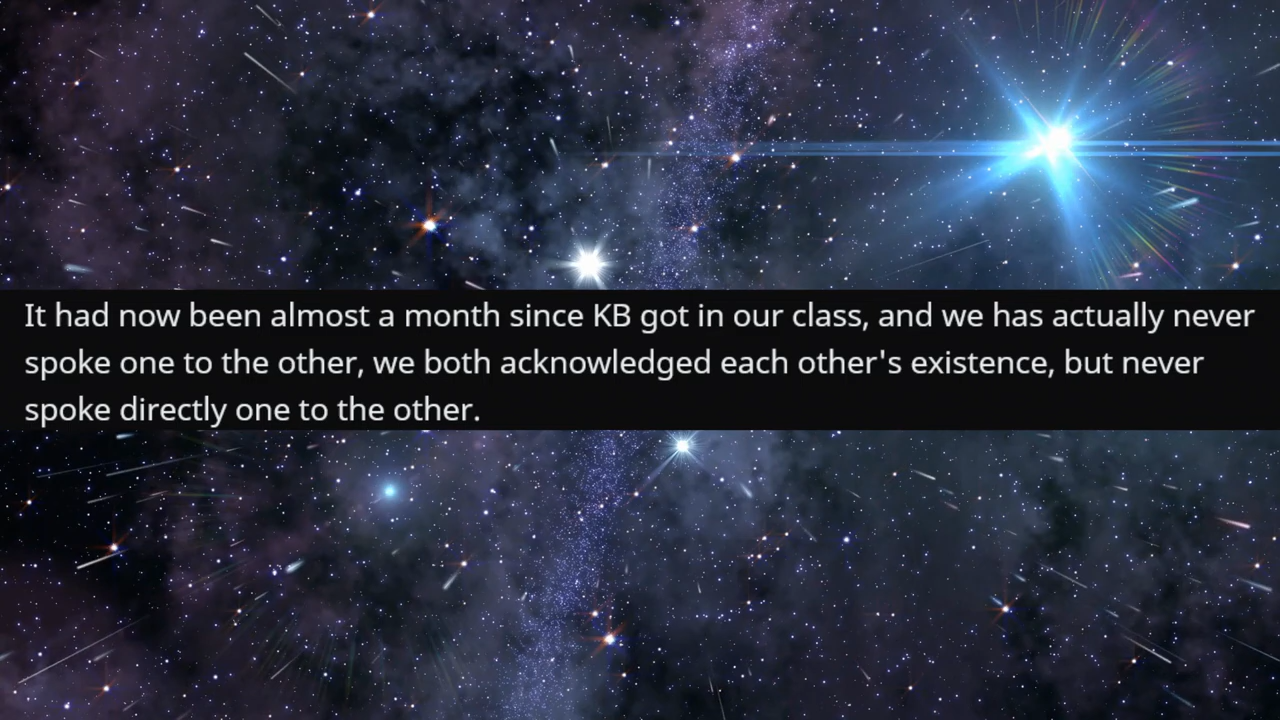 It had now been almost a month since KB got in our class, and we has actually never
spoke one to the other, we both acknowledged each other's existence, but never
spoke directly one to the other.